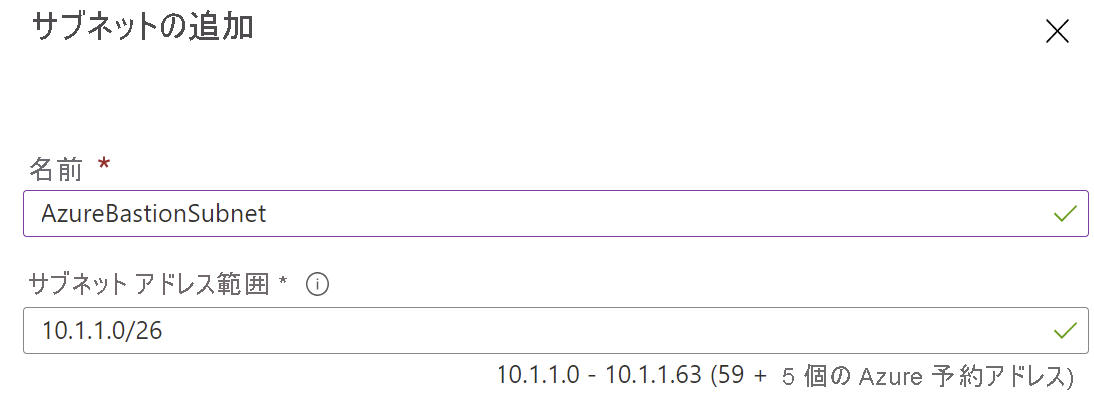 サブネットの追加
名前 *
AzureBastionSubnet
サブネット アドレス範囲 *
10.1.1.0/26
10.1.1.0 - 10.1.1.63 (59 + 5 個の Azure 予約アドレス)